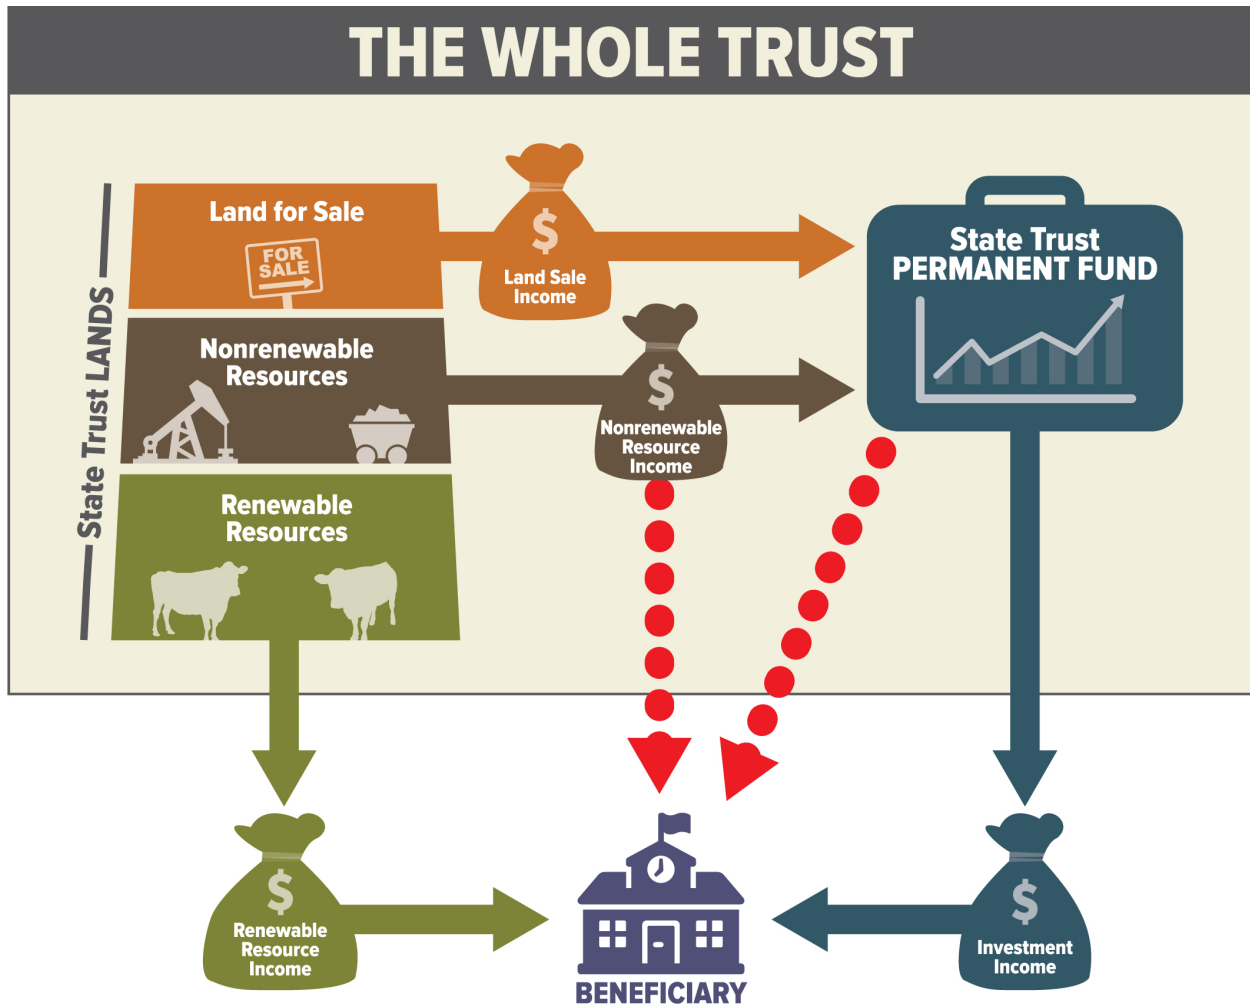 THE WHOLE TRUST
State Trust LANDS
Land for Sale
FOR
SALE
$
Land Sale
Income
State Trust
PERMANENT FUND
Nonrenewable
Resources
$
Nonrenewable
Resource
Income
Renewable
Resources
$
Renewable
Resource
Income
BENEFICIARY
$
Investment
Income